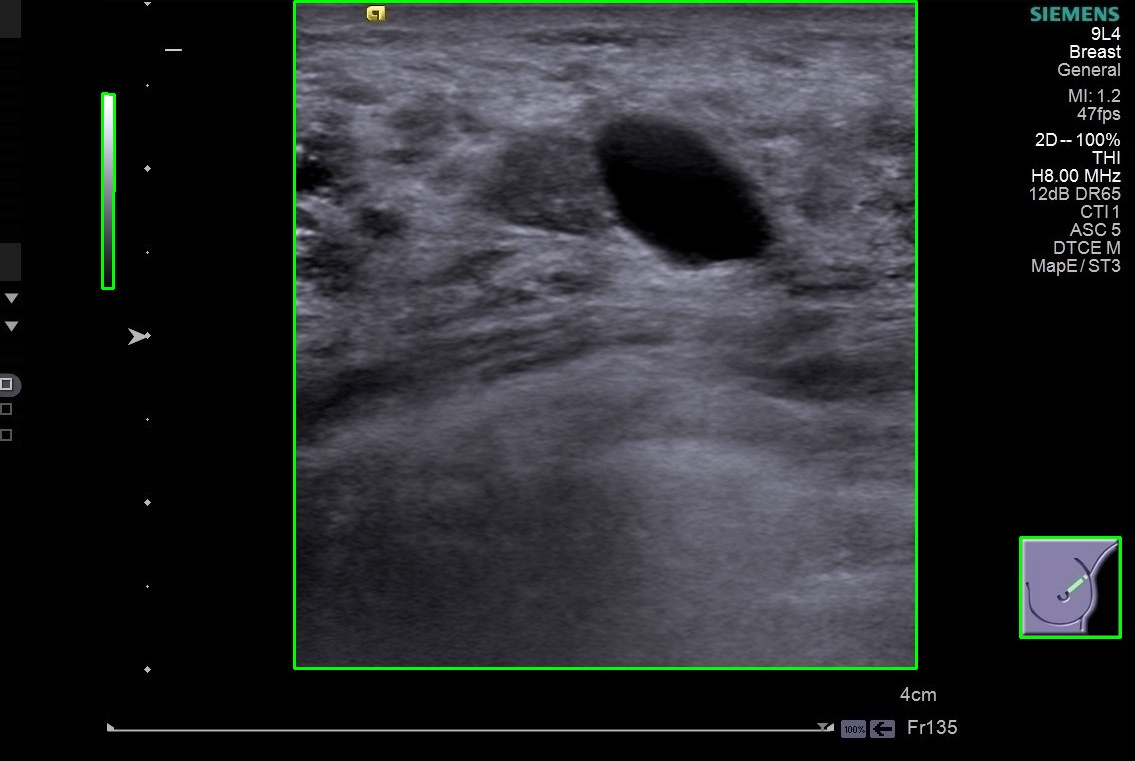 SIEMENS
9L4
Breast
General
MI: 1.2
47fps
2D -- 100%
THI
H8.00 MHz
12dB DR65
CTI 1
ASC 5
DTCE M
MapE / ST3
4cm
100%
Fr135